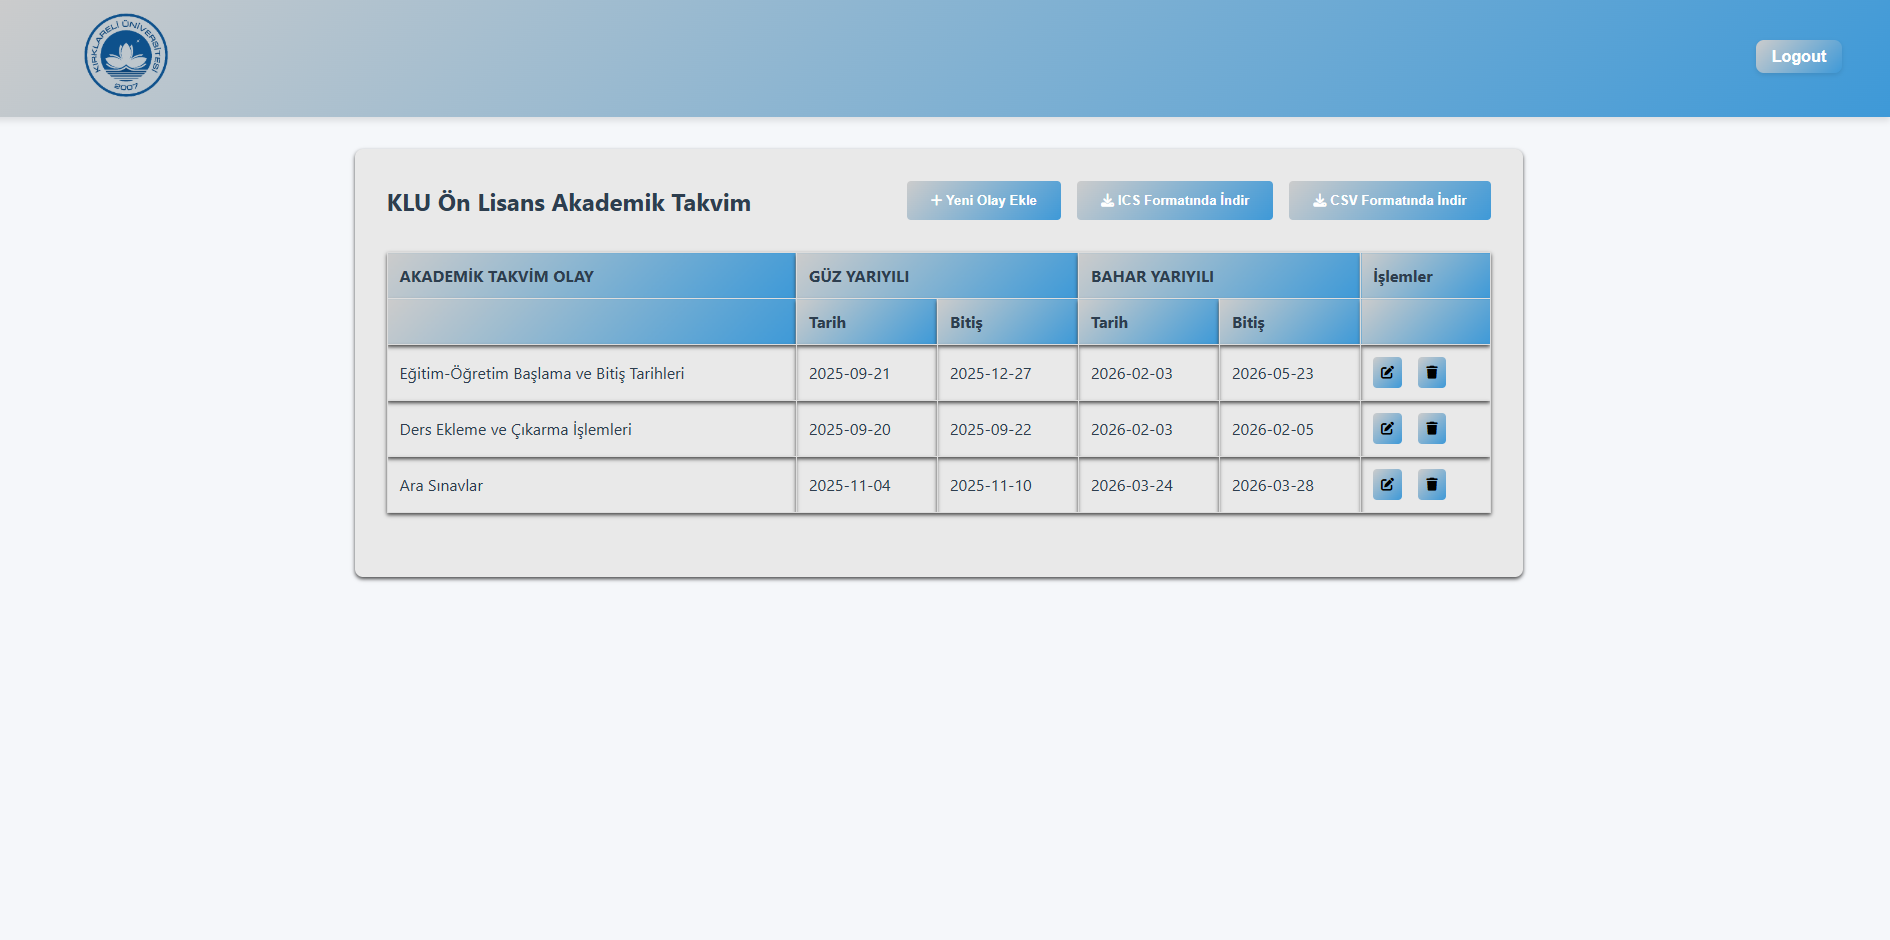 KIRKLARELİ ÜNİVERSİTESİ
2007
Logout
KLU Ön Lisans Akademik Takvim
Yeni Olay Ekle
ICS Formatında İndir
CSV Formatında İndir
AKADEMİK TAKVİM OLAY GÜZ YARIYILI BAHAR YARIYILI İşlemler
Tarih Bitiş Tarih Bitiş
Eğitim-Öğretim Başlama ve Bitiş Tarihleri 2025-09-21 2025-12-27 2026-02-03 2026-05-23
Ders Ekleme ve Çıkarma İşlemleri 2025-09-20 2025-09-22 2026-02-03 2026-02-05
Ara Sınavlar 2025-11-04 2025-11-10 2026-03-24 2026-03-28